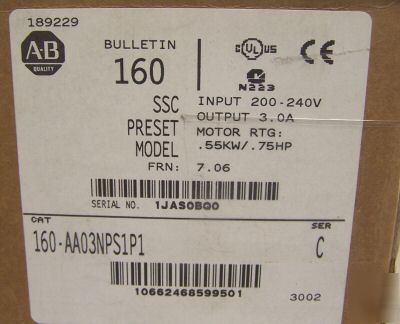 189229
AB
QUALITY
BULLETIN
160
c UL us
CE
N223
SSC
PRESET
MODEL
INPUT 200-240V
OUTPUT 3.0A
MOTOR RTG:
.55KW/.75HP
FRN: 7.06
SERIAL NO. 1JAS0BQ0
CAT
160-AA03NPS1P1
SER
C
10662468599501
3002